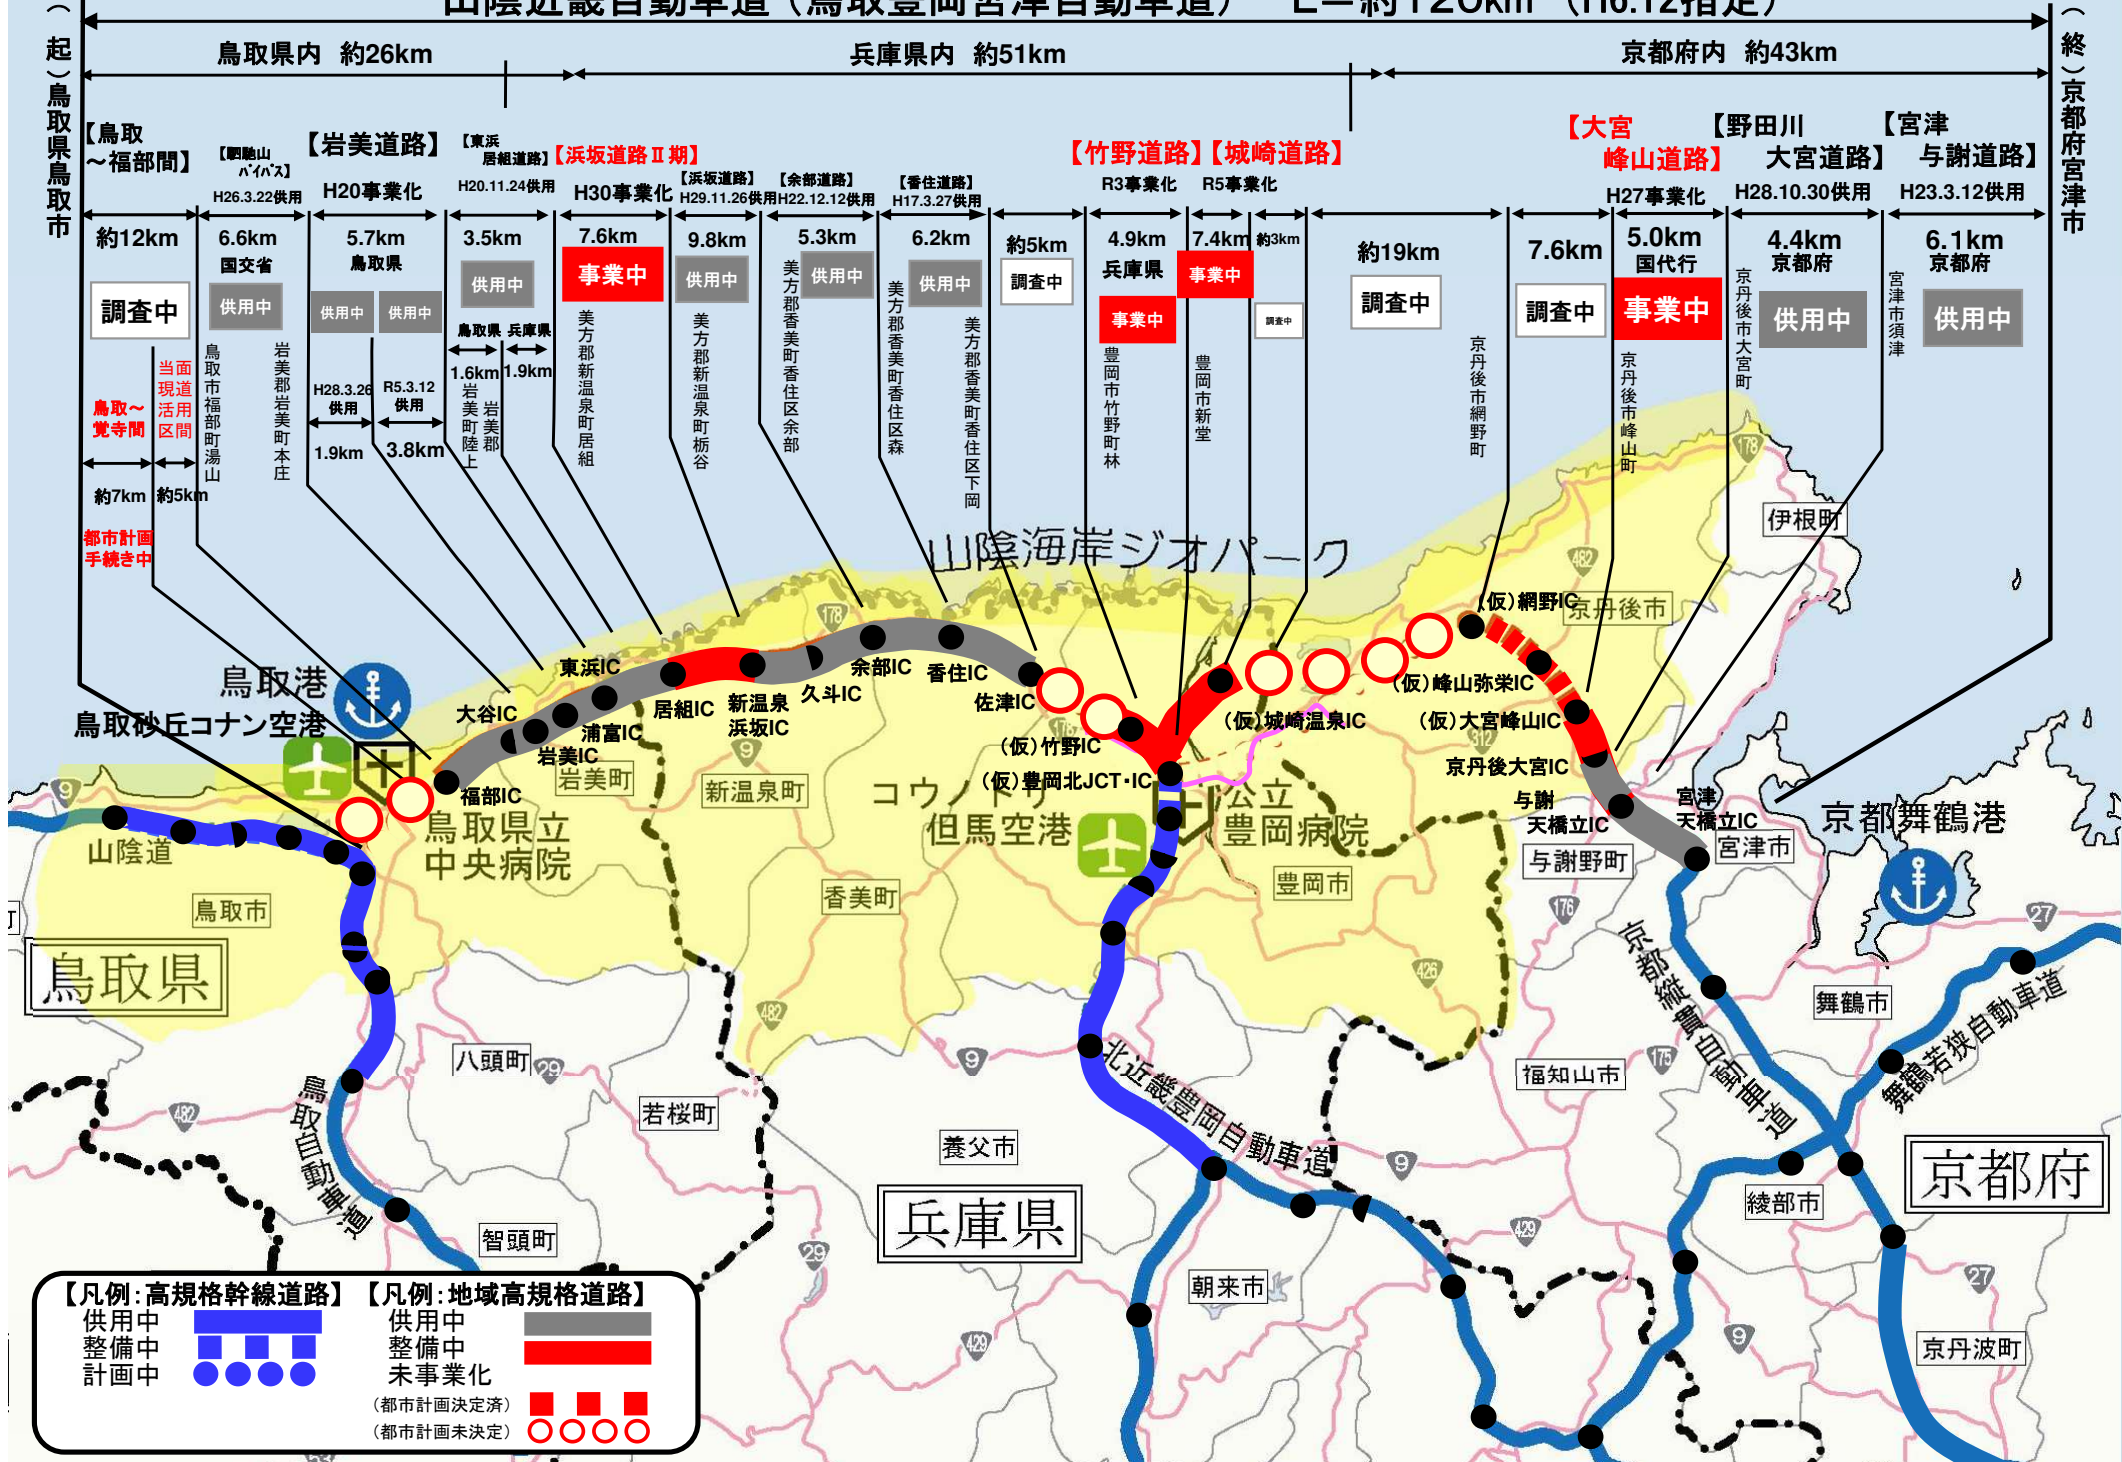 山陰近畿自動車道（鳥取豊岡宮津自動車道） L＝約120km （H6.12指定）
（起）鳥取県鳥取市
（終）京都府宮津市
鳥取県内 約26km
兵庫県内 約51km
京都府内 約43km
【鳥取
～福部間】
約12km
調査中
鳥取～
覚寺間
当面
現道
活用
区間
約7km
約5km
都市計画
手続き中
【駟馳山
バイパス】
H26.3.22供用
6.6km
国交省
供用中
鳥取市福部町湯山
岩美郡岩美町本庄
【岩美道路】
H20事業化
5.7km
鳥取県
供用中
供用中
H28.3.26
供用
R5.3.12
供用
1.9km
3.8km
【東浜
居組道路】
H20.11.24供用
3.5km
供用中
鳥取県
兵庫県
1.6km
1.9km
岩美郡
岩美町陸上
【浜坂道路Ⅱ期】
H30事業化
7.6km
事業中
美方郡新温泉町居組
【浜坂道路】
H29.11.26供用
9.8km
供用中
美方郡新温泉町栃谷
【余部道路】
H22.12.12供用
5.3km
供用中
美方郡香美町香住区余部
【香住道路】
H17.3.27供用
6.2km
供用中
美方郡香美町香住区森
美方郡香美町香住区下岡
約5km
調査中
【竹野道路】
R3事業化
4.9km
兵庫県
事業中
豊岡市竹野町林
【城崎道路】
R5事業化
7.4km
事業中
豊岡市新堂
約3km
調査中
約19km
調査中
京丹後市網野町
7.6km
調査中
【大宮
峰山道路】
H27事業化
5.0km
国代行
事業中
京丹後市峰山町
【野田川
大宮道路】
H28.10.30供用
4.4km
京都府
供用中
京丹後市大宮町
【宮津
与謝道路】
H23.3.12供用
6.1km
京都府
供用中
宮津市須津
山陰海岸ジオパーク
178
178
178
482
312
伊根町
京丹後市
(仮)網野IC
(仮)峰山弥栄IC
(仮)大宮峰山IC
京丹後大宮IC
与謝
天橋立IC
宮津
天橋立IC
(仮)城崎温泉IC
(仮)竹野IC
(仮)豊岡北JCT・IC
佐津IC
香住IC
余部IC
久斗IC
新温泉
浜坂IC
居組IC
東浜IC
浦富IC
岩美IC
大谷IC
福部IC
鳥取港
鳥取砂丘コナン空港
鳥取県立
中央病院
山陰道
9
9
岩美町
新温泉町
コウノトリ
但馬空港
公立
豊岡病院
京都舞鶴港
宮津市
与謝野町
鳥取市
香美町
豊岡市
176
27
426
鳥取県
京都縦貫自動車道
舞鶴市
舞鶴若狭自動車道
482
八頭町
29
9
北近畿豊岡自動車道
福知山市
175
482
鳥取自動車道
若桜町
養父市
9
京都府
兵庫県
綾部市
智頭町
29
429
朝来市
27
429
9
京丹波町
53
【凡例：高規格幹線道路】
供用中
整備中
計画中
【凡例：地域高規格道路】
供用中
整備中
未事業化
（都市計画決定済）
（都市計画未決定）